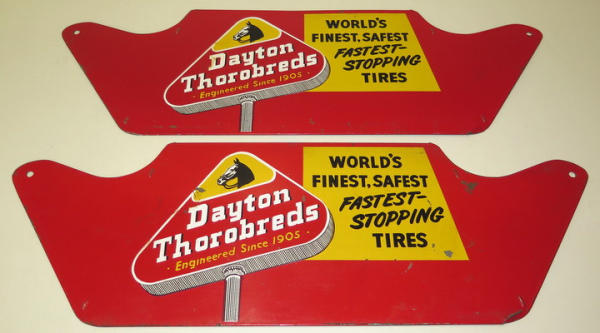 Dayton
Thorobreds
· Engineered Since 1905 ·
WORLD'S
FINEST, SAFEST
FASTEST-
STOPPING
TIRES
Dayton
Thorobreds
· Engineered Since 1905 ·
WORLD'S
FINEST, SAFEST
FASTEST-
STOPPING
TIRES